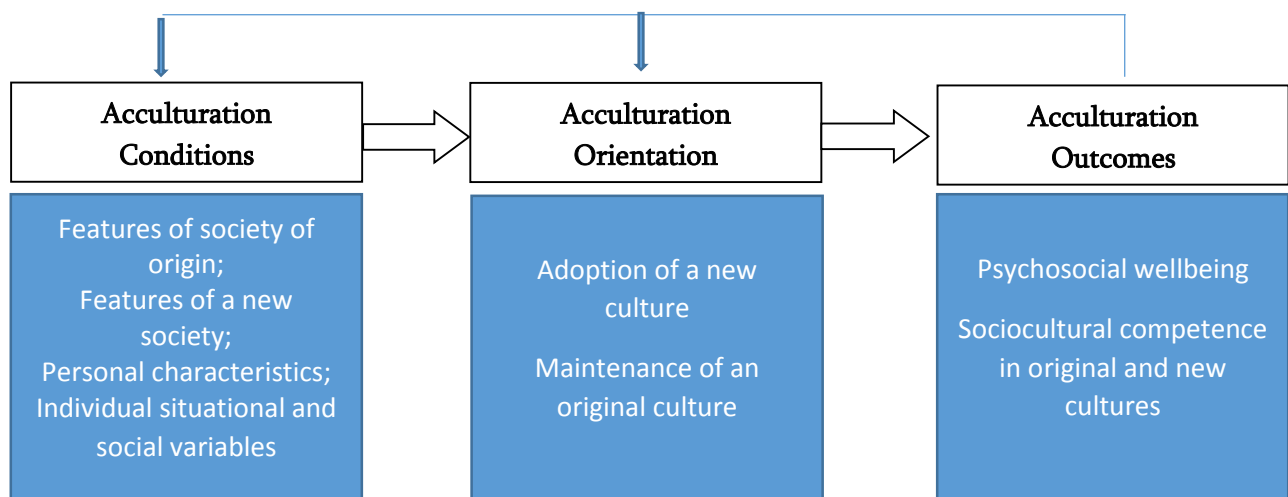 Acculturation
Conditions
Features of society of
origin;
Features of a new
society;
Personal characteristics;
Individual situational and
social variables
Acculturation
Orientation
Adoption of a new
culture
Maintenance of an
original culture
Acculturation
Outcomes
Psychosocial wellbeing
Sociocultural competence
in original and new
cultures